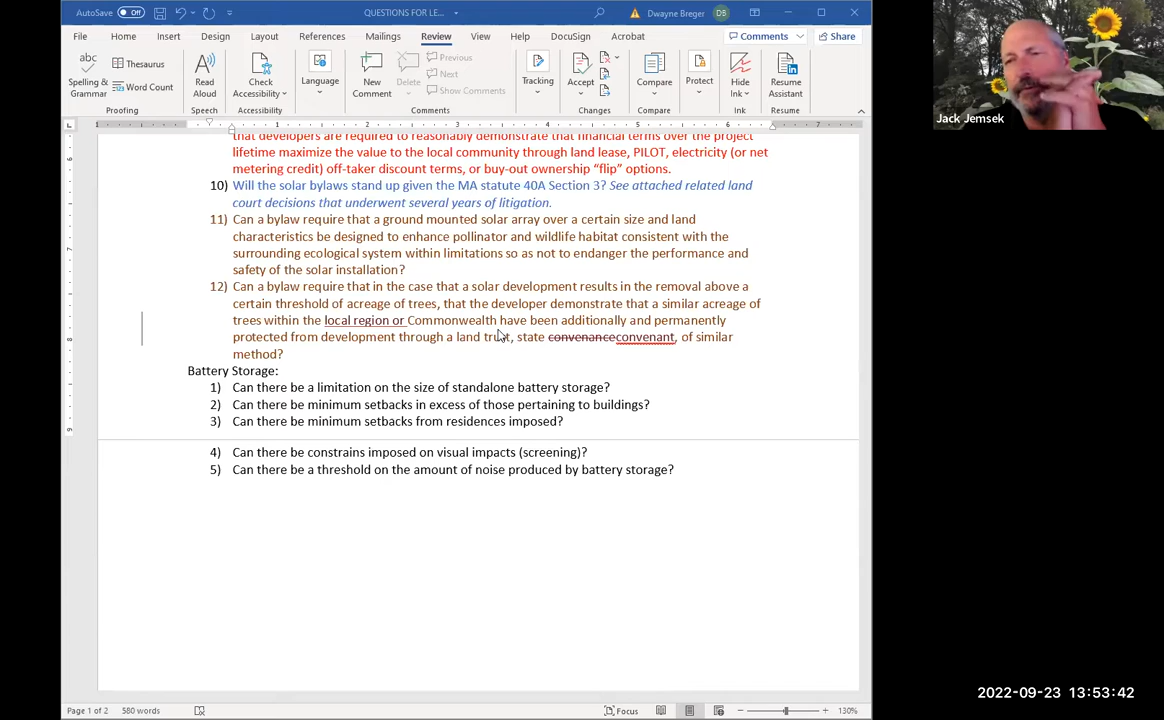 AutoSave Off QUESTIONS FOR LE... Dwayne Breger DB
File Home Insert Design Layout References Mailings Review View Help DocuSign Acrobat Comments Share
abc Thesaurus Previous
Next
Spelling & Grammar Word Count Read Aloud Check Accessibility Language New Comment Delete Show Comments Tracking Accept Compare Protect Hide Ink Resume Assistant
Proofing Speech Accessibility Comments Changes Compare Ink Resume
that developers are required to reasonably demonstrate that financial terms over the project
lifetime maximize the value to the local community through land lease, PILOT, electricity (or net
metering credit) off-taker discount terms, or buy-out ownership “flip” options.
10) Will the solar bylaws stand up given the MA statute 40A Section 3? See attached related land
court decisions that underwent several years of litigation.
11) Can a bylaw require that a ground mounted solar array over a certain size and land
characteristics be designed to enhance pollinator and wildlife habitat consistent with the
surrounding ecological system within limitations so as not to endanger the performance and
safety of the solar installation?
12) Can a bylaw require that in the case that a solar development results in the removal above a
certain threshold of acreage of trees, that the developer demonstrate that a similar acreage of
trees within the local region or Commonwealth have been additionally and permanently
protected from development through a land trust, state convenanceconvenant, of similar
method?
Battery Storage:
1) Can there be a limitation on the size of standalone battery storage?
2) Can there be minimum setbacks in excess of those pertaining to buildings?
3) Can there be minimum setbacks from residences imposed?
4) Can there be constrains imposed on visual impacts (screening)?
5) Can there be a threshold on the amount of noise produced by battery storage?
Page 1 of 2 580 words Focus 130%
Jack Jemsek
2022-09-23 13:53:42